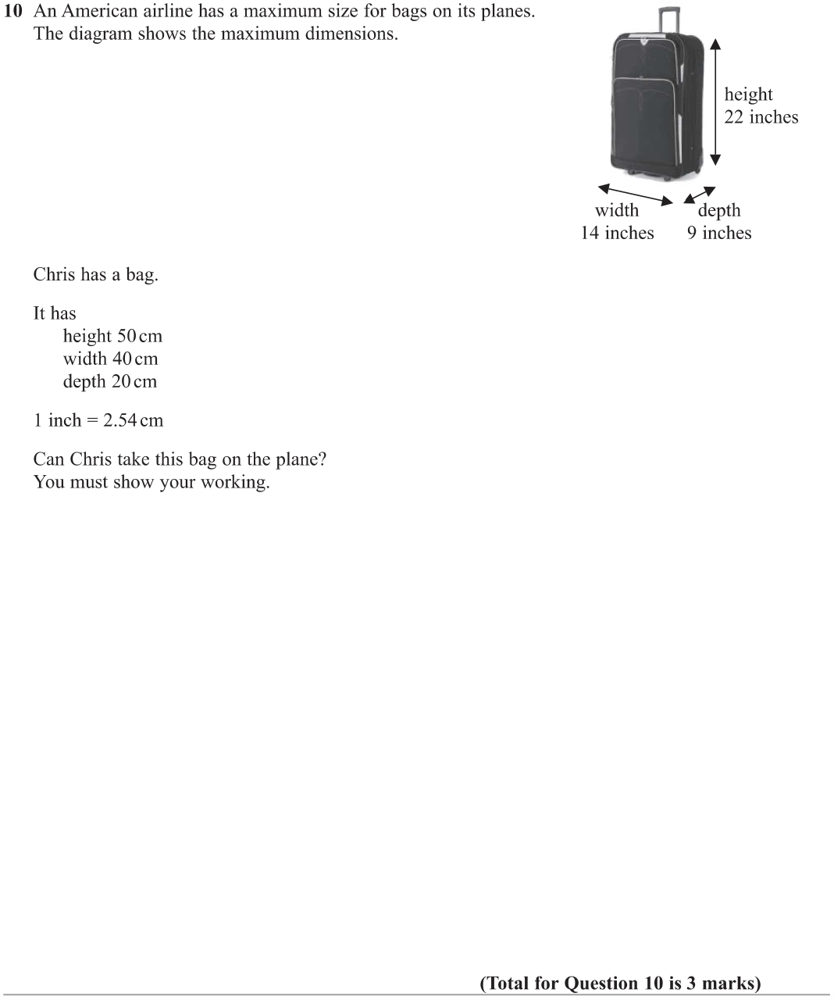 10 An American airline has a maximum size for bags on its planes.
The diagram shows the maximum dimensions.
height
22 inches
width
14 inches
depth
9 inches
Chris has a bag.
It has
height 50 cm
width 40 cm
depth 20 cm
1 inch = 2.54 cm
Can Chris take this bag on the plane?
You must show your working.
(Total for Question 10 is 3 marks)